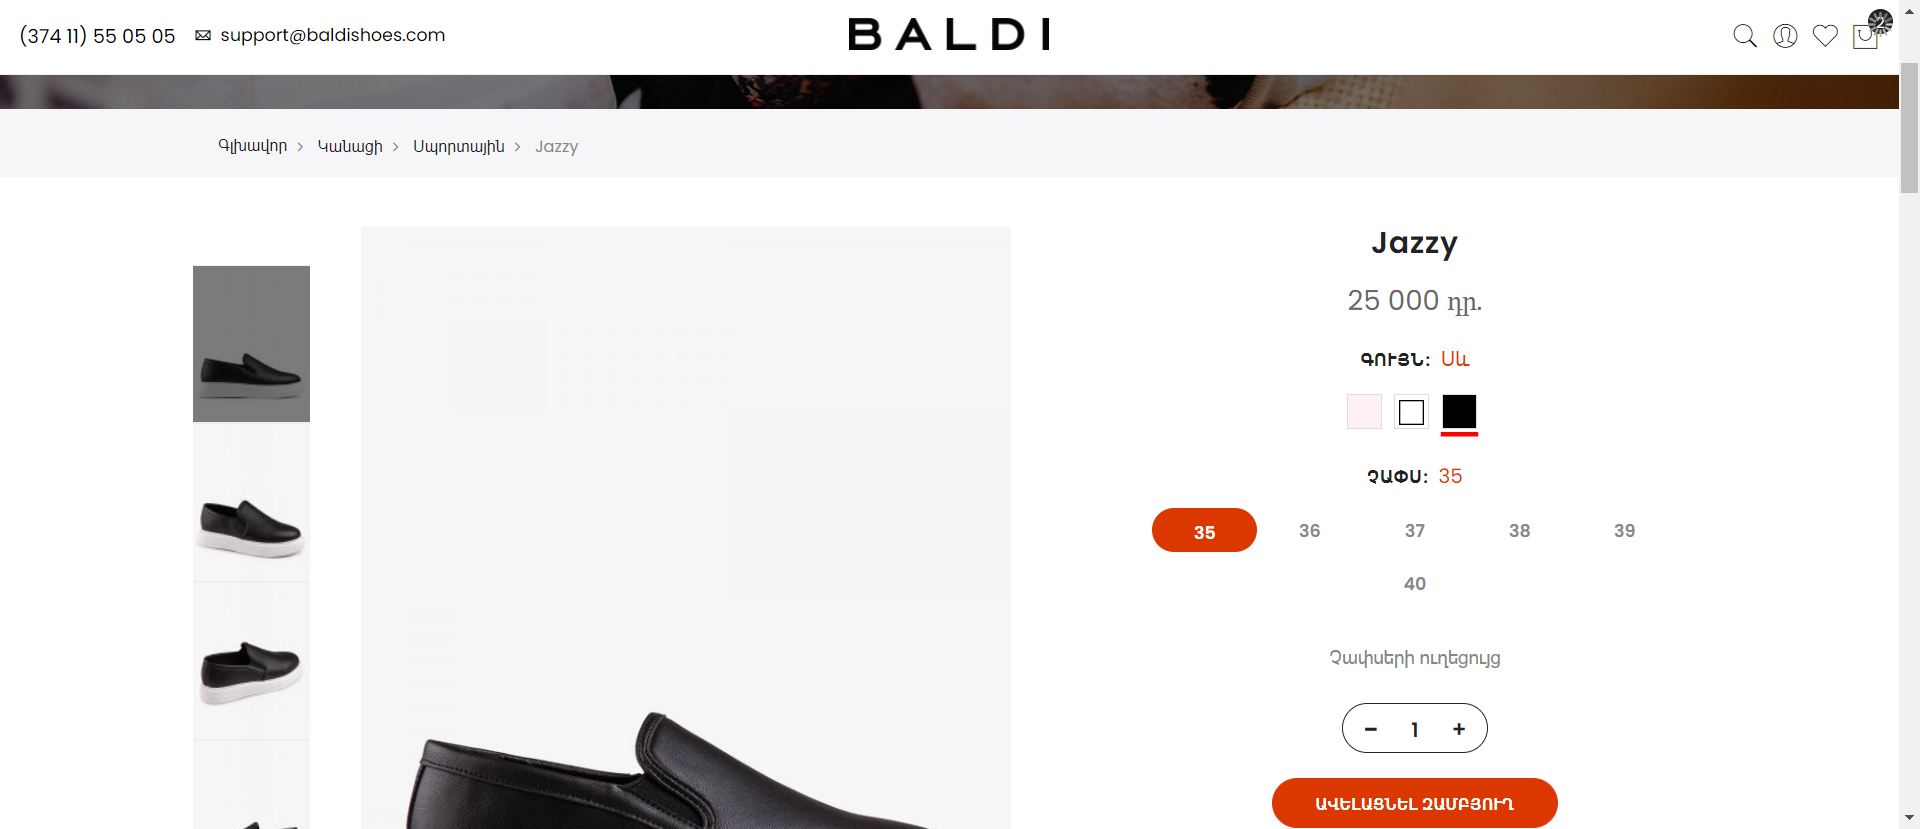 (374 11) 55 05 05 support@baldishoes.com
BALDI
2
Գլխավոր > Կանացի > Սպորտային > Jazzy
Jazzy
25 000 դր.
ԳՈՒՅՆ: Սև
ՉԱՓՍ: 35
35 36 37 38 39
40
Չափսերի ուղեցույց
− 1 +
ԱՎԵԼԱՑՆԵԼ ԶԱՄԲՅՈՒՂ